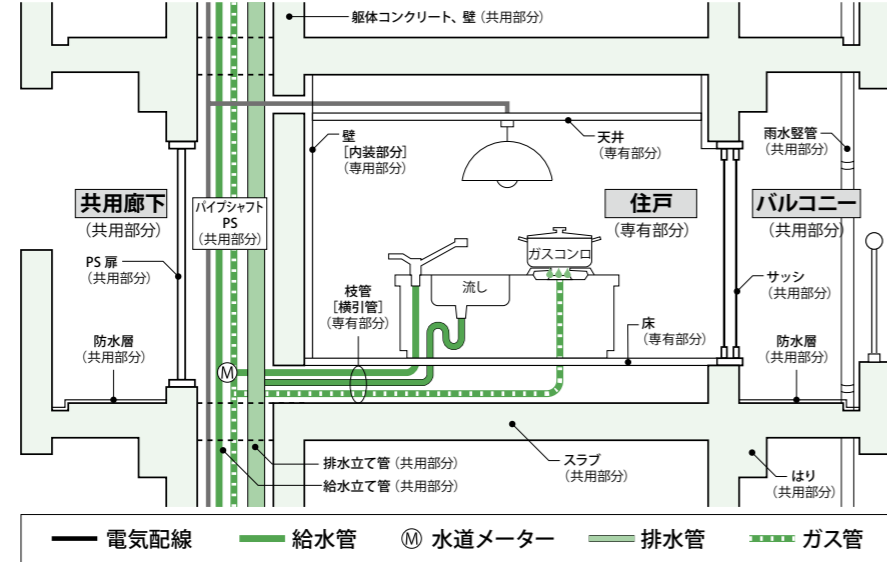 躯体コンクリート、壁（共用部分）
壁
［内装部分］
（専用部分）
天井
（専有部分）
雨水竪管
（共用部分）
共用廊下
（共用部分）
パイプシャフト
PS
（共用部分）
住戸
（専有部分）
バルコニー
（共用部分）
PS 扉
（共用部分）
ガスコンロ
流し
サッシ
（共用部分）
枝管
［横引管］
（専有部分）
床
（専有部分）
防水層
（共用部分）
防水層
（共用部分）
M
排水立て管（共用部分）
給水立て管（共用部分）
スラブ
（共用部分）
はり
（共用部分）
電気配線
給水管
M 水道メーター
排水管
ガス管